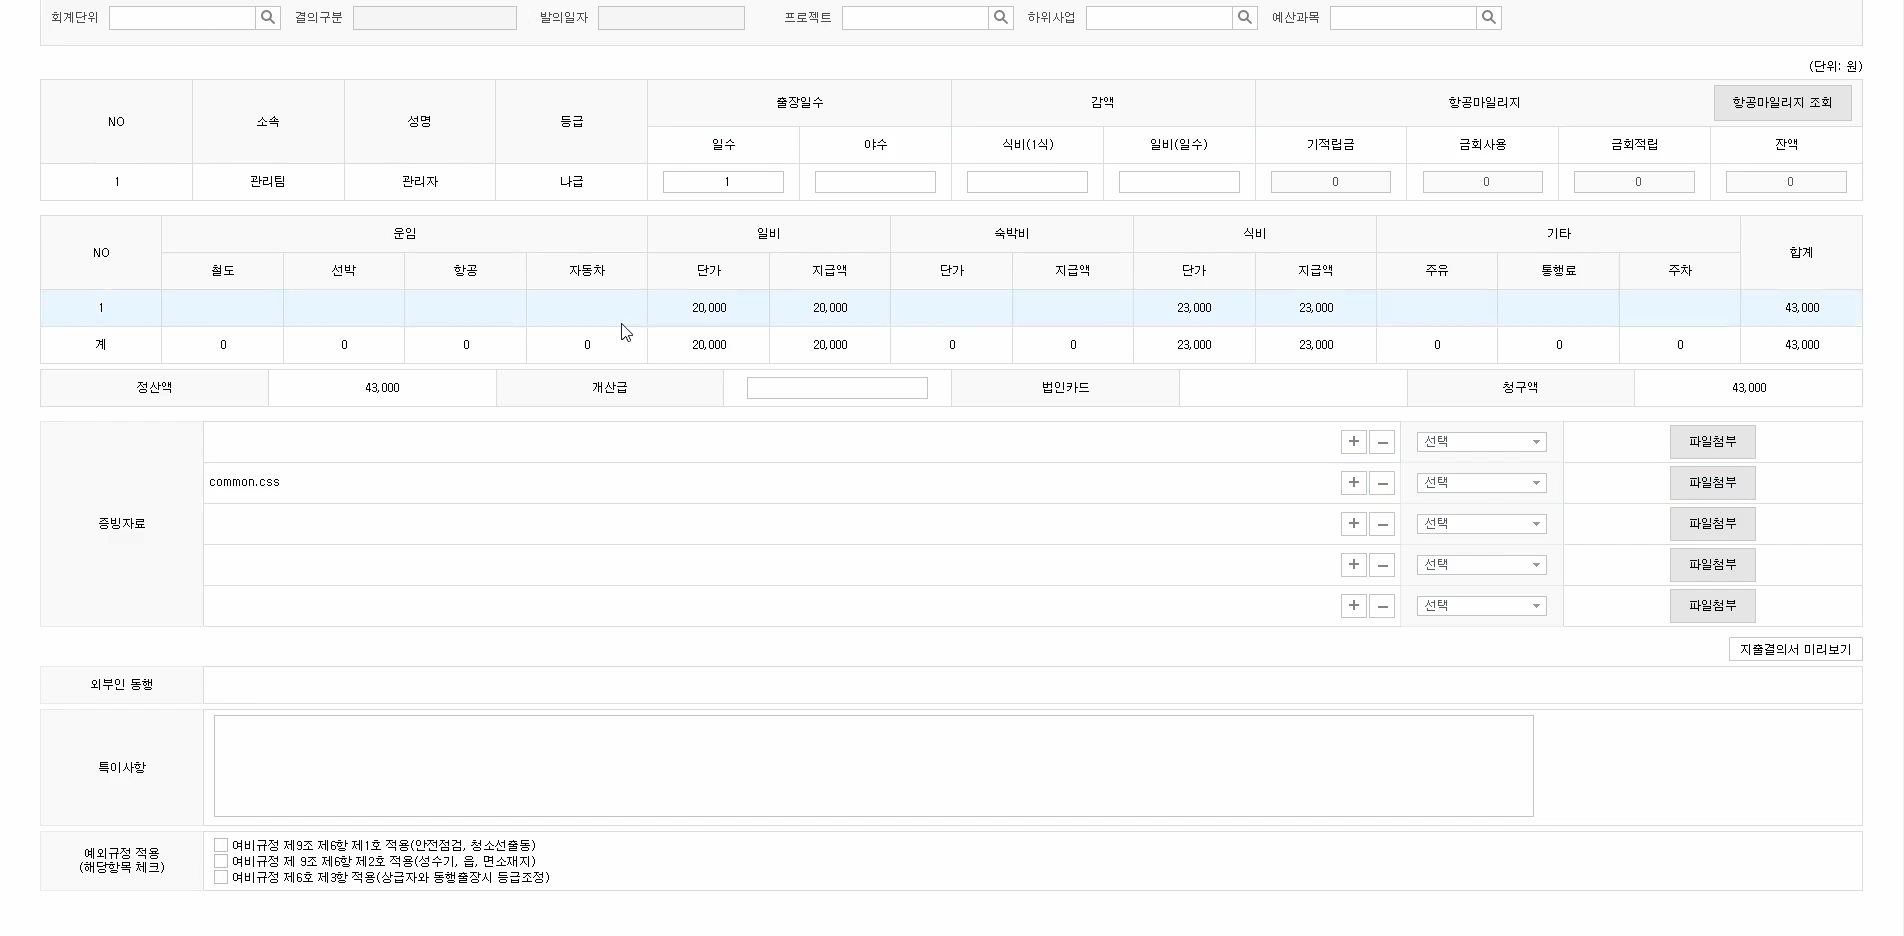 회계단위 결의구분 발의일자 프로젝트 하위사업 예산과목
(단위: 원)
NO 소속 성명 등급 출장일수 감액 항공마일리지 항공마일리지 조회
일수 야수 식비(1식) 일비(일수) 기적립금 금회사용 금회적립 잔액
1 관리팀 관리자 나급 1 0 0 0 0
NO 운임 일비 숙박비 식비 기타 합계
철도 선박 항공 자동차 단가 지급액 단가 지급액 단가 지급액 주유 통행료 주차
1 20,000 20,000 23,000 23,000 43,000
계 0 0 0 0 20,000 20,000 0 0 23,000 23,000 0 0 0 43,000
정산액 43,000 개산급 법인카드 청구액 43,000
증빙자료
+ - 선택 파일첨부
common.css + - 선택 파일첨부
+ - 선택 파일첨부
+ - 선택 파일첨부
+ - 선택 파일첨부
지출결의서 미리보기
외부인 동행
특이사항
예외규정 적용
(해당항목 체크)
여비규정 제9조 제6항 제1호 적용(안전점검, 청소선출동)
여비규정 제 9조 제6항 제2호 적용(성수기, 읍, 면소재지)
여비규정 제6호 제3항 적용(상급자와 동행출장시 등급조정)